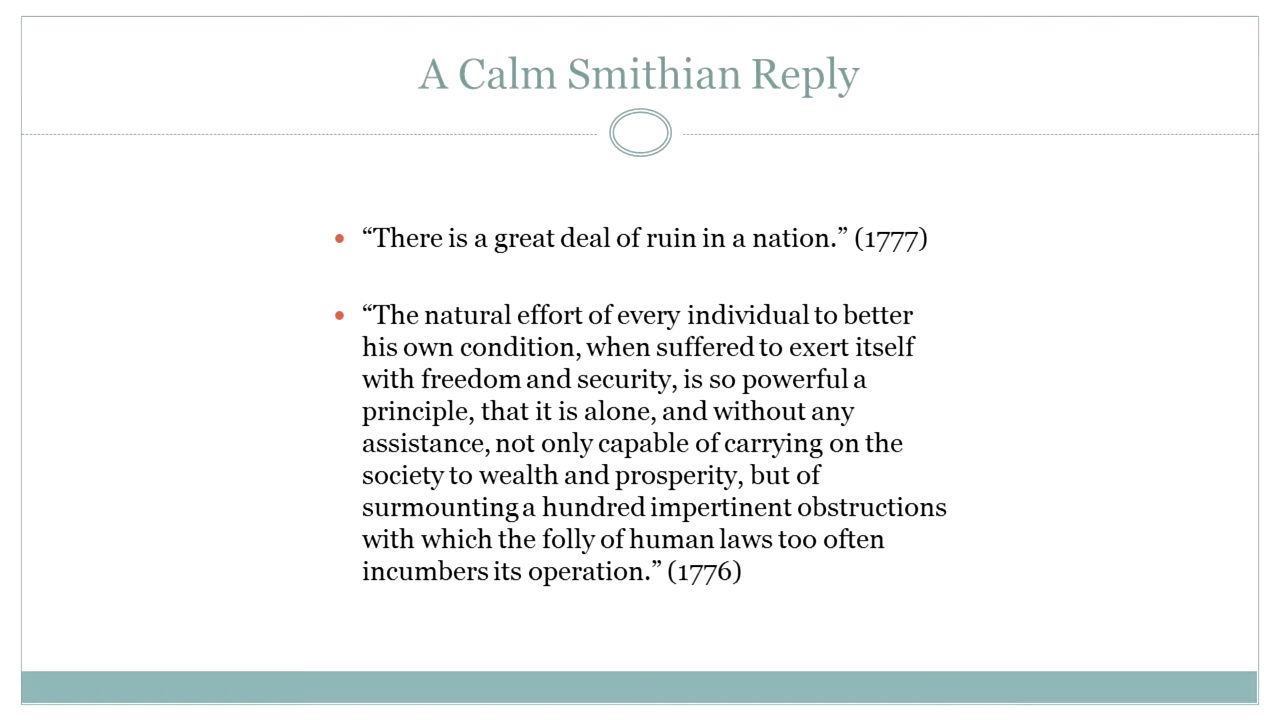 A Calm Smithian Reply
• “There is a great deal of ruin in a nation.” (1777)
• “The natural effort of every individual to better
his own condition, when suffered to exert itself
with freedom and security, is so powerful a
principle, that it is alone, and without any
assistance, not only capable of carrying on the
society to wealth and prosperity, but of
surmounting a hundred impertinent obstructions
with which the folly of human laws too often
incumbers its operation.” (1776)